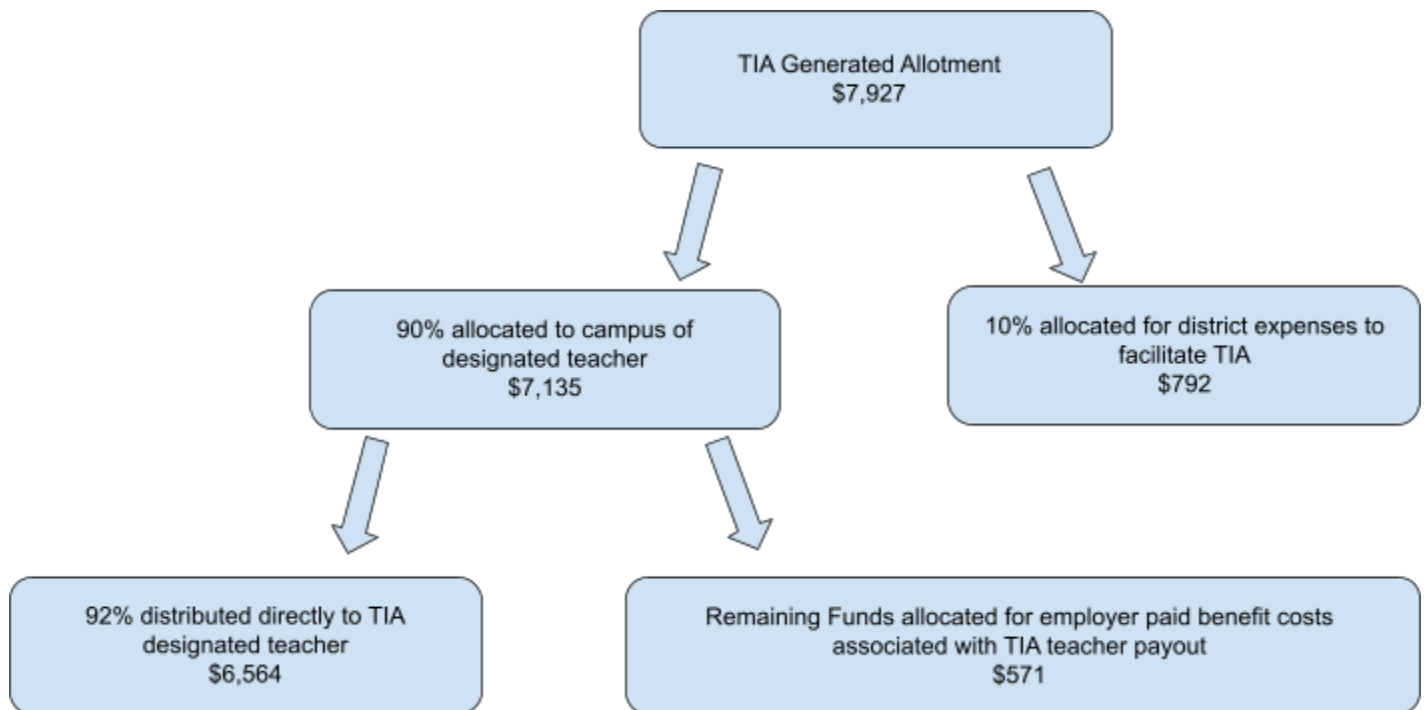 TIA Generated Allotment
$7,927
90% allocated to campus of
designated teacher
$7,135
10% allocated for district expenses to
facilitate TIA
$792
92% distributed directly to TIA
designated teacher
$6,564
Remaining Funds allocated for employer paid benefit costs
associated with TIA teacher payout
$571